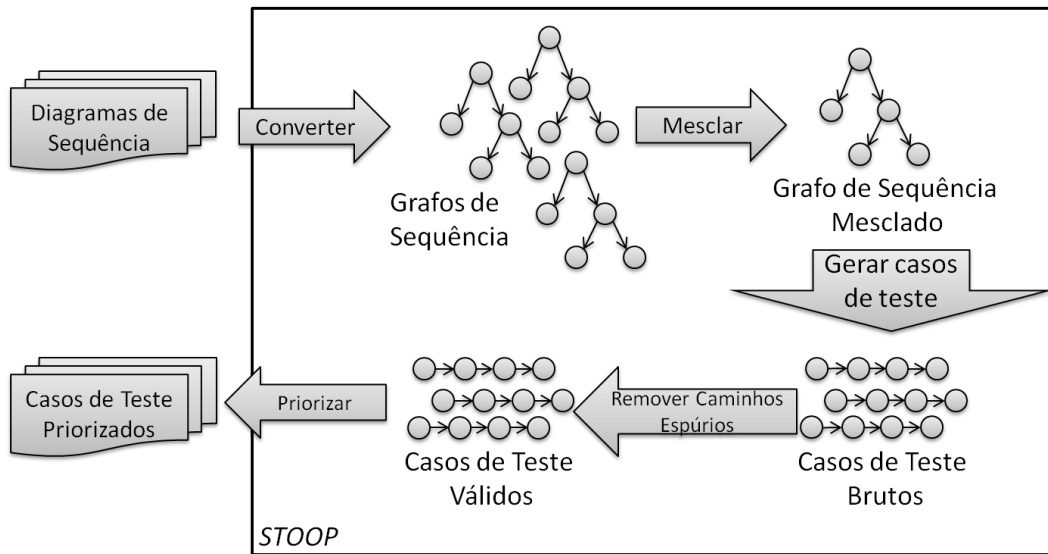 Diagramas de
Sequência
Converter
Grafos de
Sequência
Mesclar
Grafo de Sequência
Mesclado
Gerar casos
de teste
Casos de Teste
Brutos
Remover Caminhos
Espúrios
Casos de Teste
Válidos
Priorizar
Casos de Teste
Priorizados
STOOP